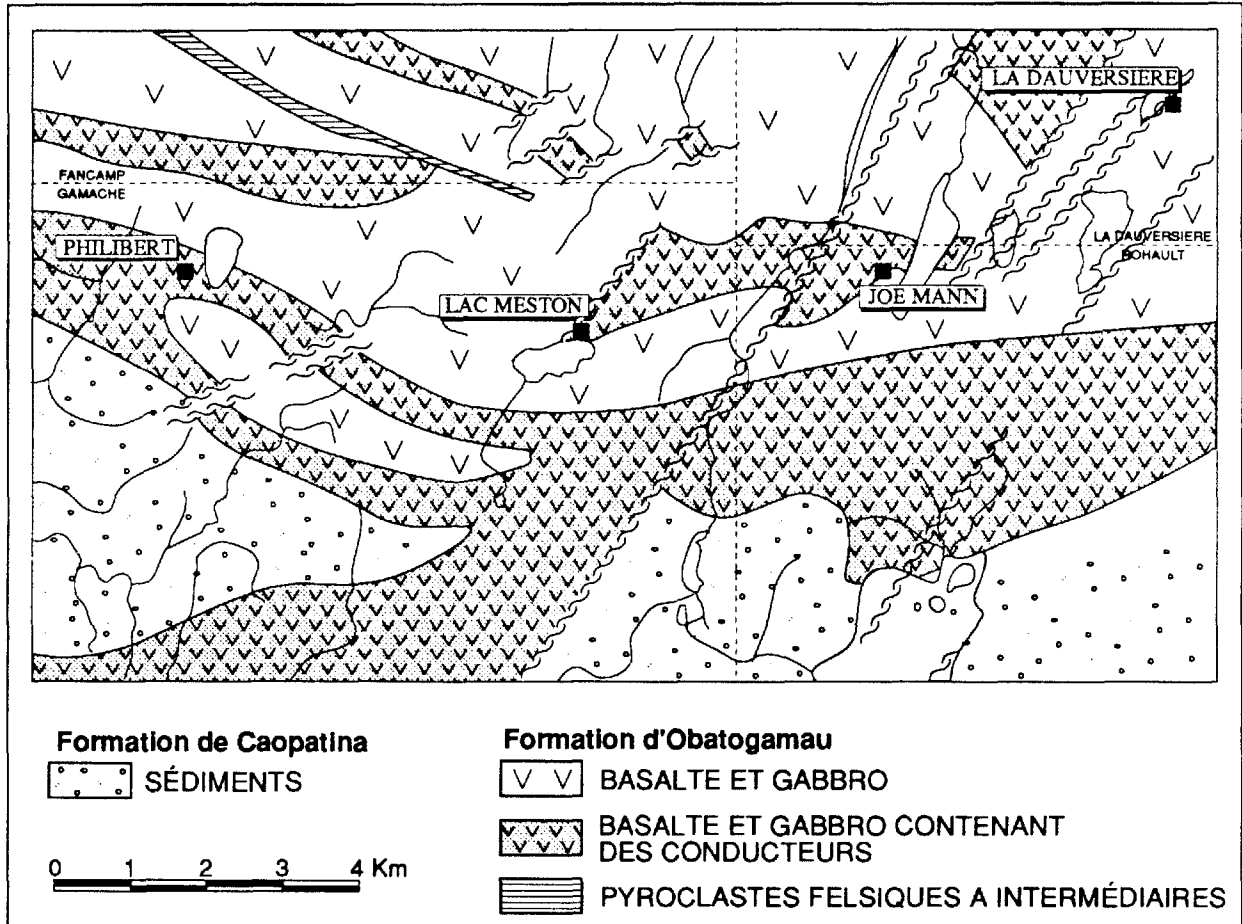 LA DAUVERSIERE
FANCAMP
GAMACHE
PHILIBERT
LA DAUVERSIERE
BOHAULT
LAC MESTON
JOE MANN
Formation de Caopatina
SÉDIMENTS
0 1 2 3 4 Km
Formation d'Obatogamau
BASALTE ET GABBRO
BASALTE ET GABBRO CONTENANT
DES CONDUCTEURS
PYROCLASTES FELSIQUES A INTERMÉDIAIRES